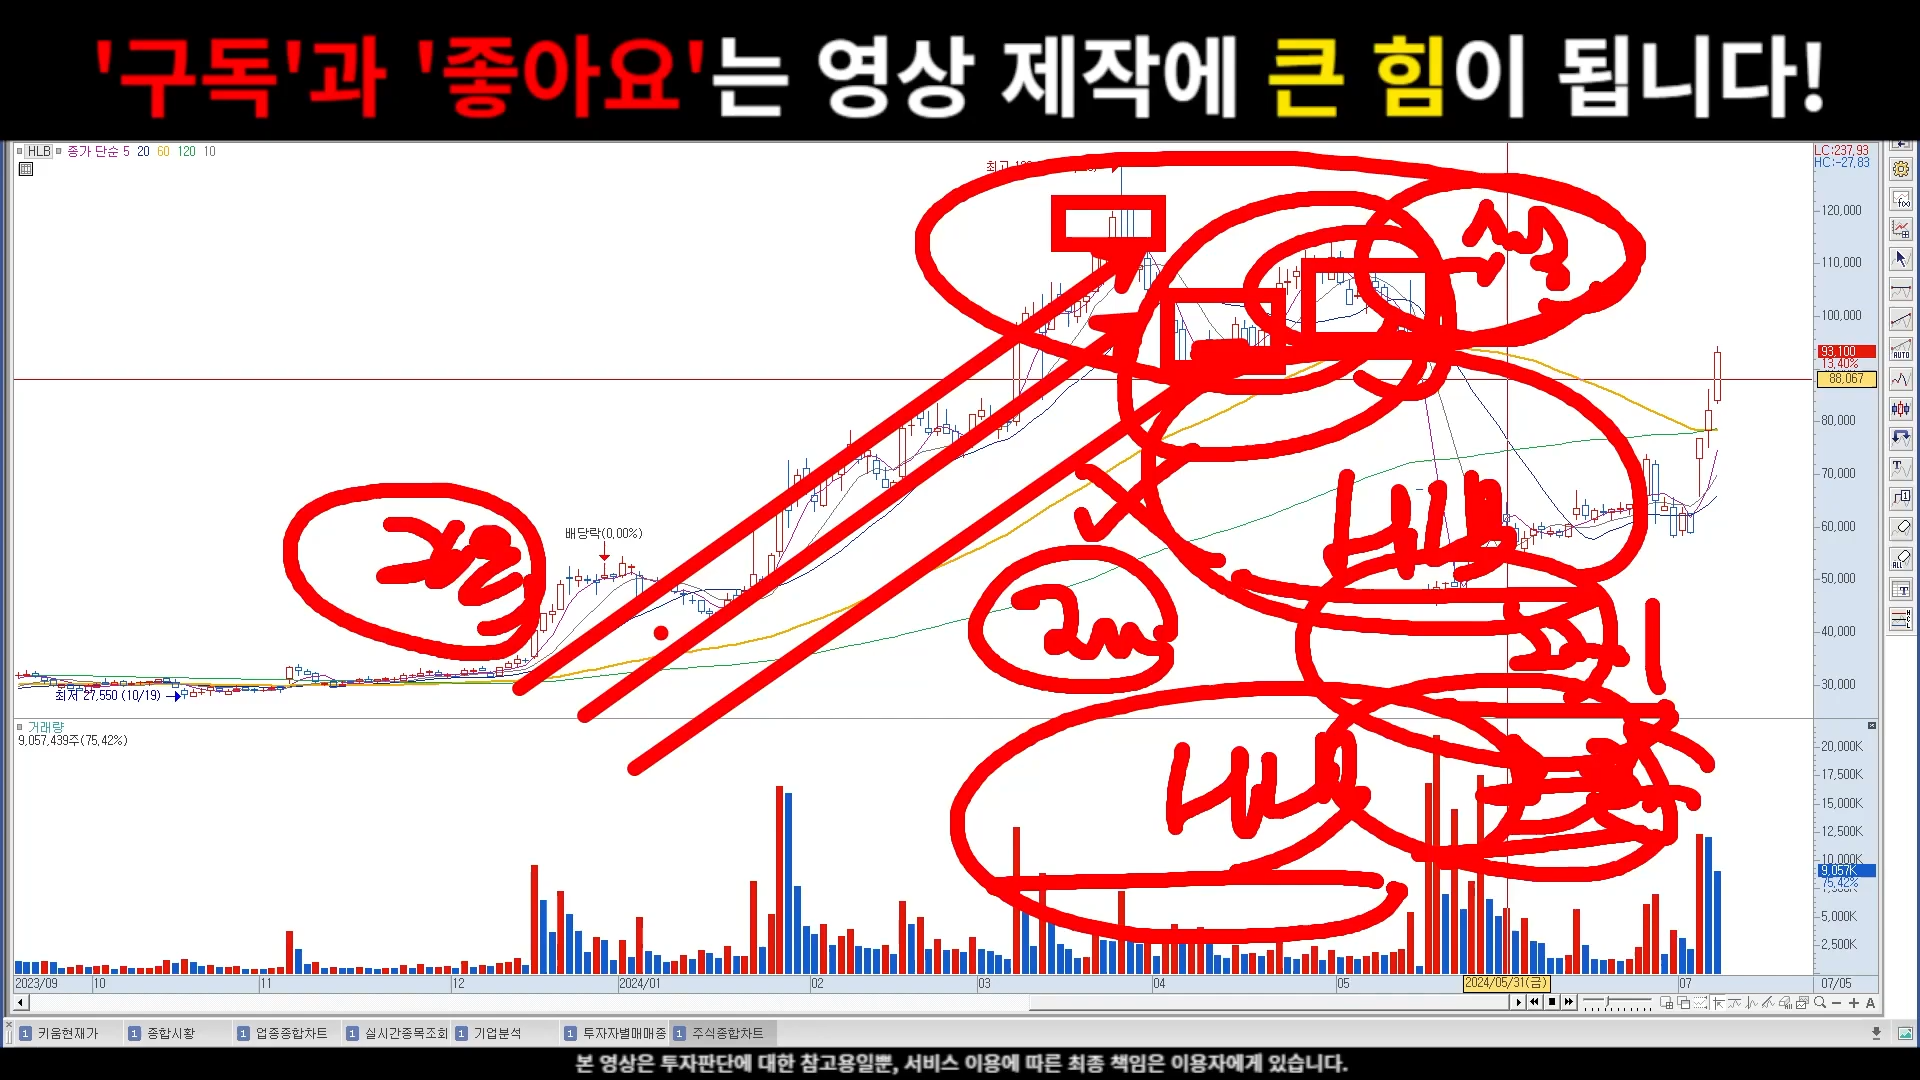 '구독'과 '좋아요'는 영상 제작에 큰 힘이 됩니다!
HLB 종가 단순 5 20 60 120 10
LC:237,93
HC:-27,83
120,000
110,000
100,000
93,100
13,40%
88,067
80,000
70,000
60,000
50,000
40,000
30,000
배당락(0,00%)
최저 27,550 (10/19)
거래량
9,057,439주(75,42%)
20,000K
17,500K
15,000K
12,500K
10,000K
9,057K
75,42%
5,000K
2,500K
2023/09 10 11 12 2024/01 02 03 04 05 2024/05/31(금) 07 07/05
1 키움현재가 1 종합시황 1 업종종합차트 1 실시간종목조회 1 기업분석 1 투자자별매매종 1 주식종합차트
본 영상은 투자판단에 대한 참고용일뿐, 서비스 이용에 따른 최종 책임은 이용자에게 있습니다.